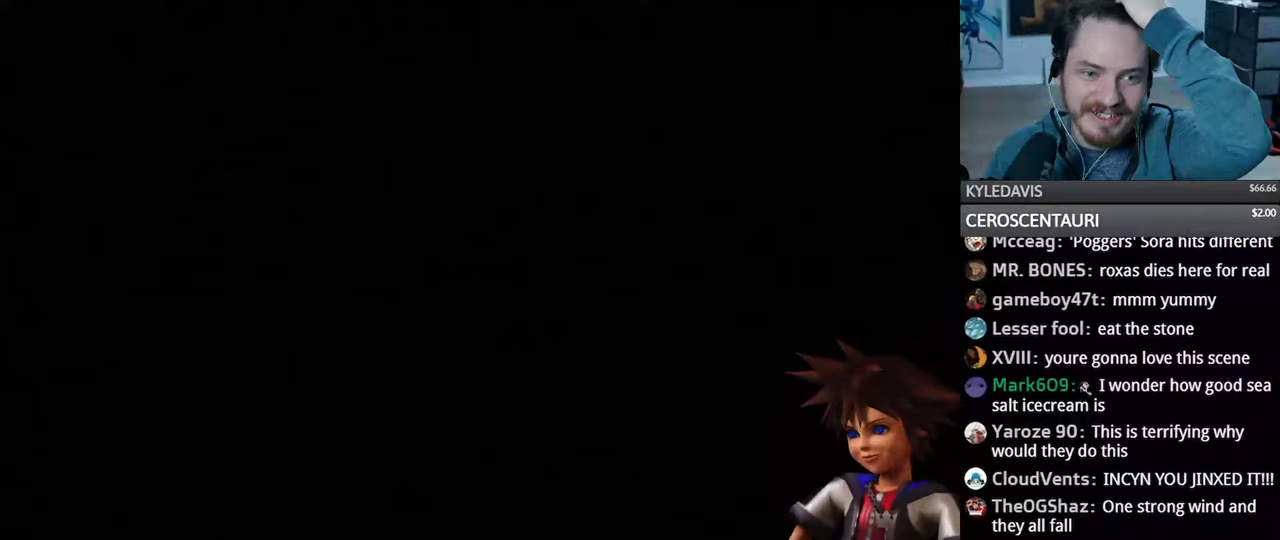 KYLEDAVIS $66.66
CEROSCENTAURI $2.00
Mcceag: 'Poggers' Sora hits different
MR. BONES: roxas dies here for real
gameboy47t: mmm yummy
Lesser fool: eat the stone
XVIII: youre gonna love this scene
Mark609: I wonder how good sea
salt icecream is
Yaroze 90: This is terrifying why
would they do this
CloudVents: INCYN YOU JINXED IT!!!
TheOGShaz: One strong wind and
they all fall